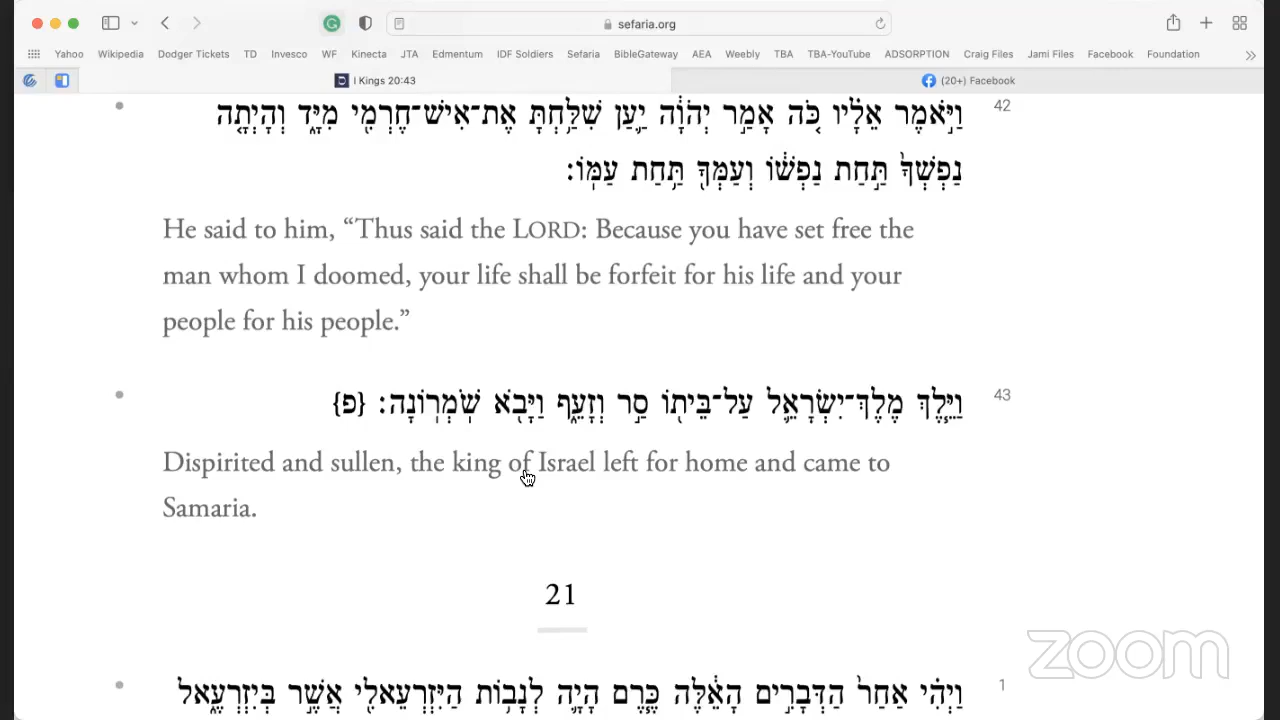 sefaria.org
Yahoo Wikipedia Dodger Tickets TD Invesco WF Kinecta JTA Edmentum IDF Soldiers Sefaria BibleGateway AEA Weebly TBA TBA-YouTube ADSORPTION Craig Files Jami Files Facebook Foundation
I Kings 20:43 (20+) Facebook
42 וַיֹּ֣אמֶר אֵלָ֗יו כֹּ֚ה אָמַ֣ר יְהֹוָ֔ה יַ֛עַן שִׁלַּ֥חְתָּ אֶת־אִישׁ־חֶרְמִ֖י מִיָּ֑ד וְהָיְתָ֤ה
נַפְשְׁךָ֙ תַּ֣חַת נַפְשׁ֔וֹ וְעַמְּךָ֖ תַּ֥חַת עַמּֽוֹ׃
He said to him, “Thus said the LORD: Because you have set free the
man whom I doomed, your life shall be forfeit for his life and your
people for his people.”
43 וַיֵּ֧לֶךְ מֶלֶךְ־יִשְׂרָאֵ֛ל עַל־בֵּית֖וֹ סַ֣ר וְזָעֵ֑ף וַיָּבֹ֖א שֹׁמְרֽוֹנָה׃ {פ}
Dispirited and sullen, the king of Israel left for home and came to
Samaria.
21
1 וַיְהִ֗י אַחַר֙ הַדְּבָרִ֣ים הָאֵ֔לֶּה כֶּ֧רֶם הָיָ֛ה לְנָב֥וֹת הַיִּזְרְעֵאלִ֖י אֲשֶׁ֣ר בְּיִזְרְעֶ֑אל
zoom